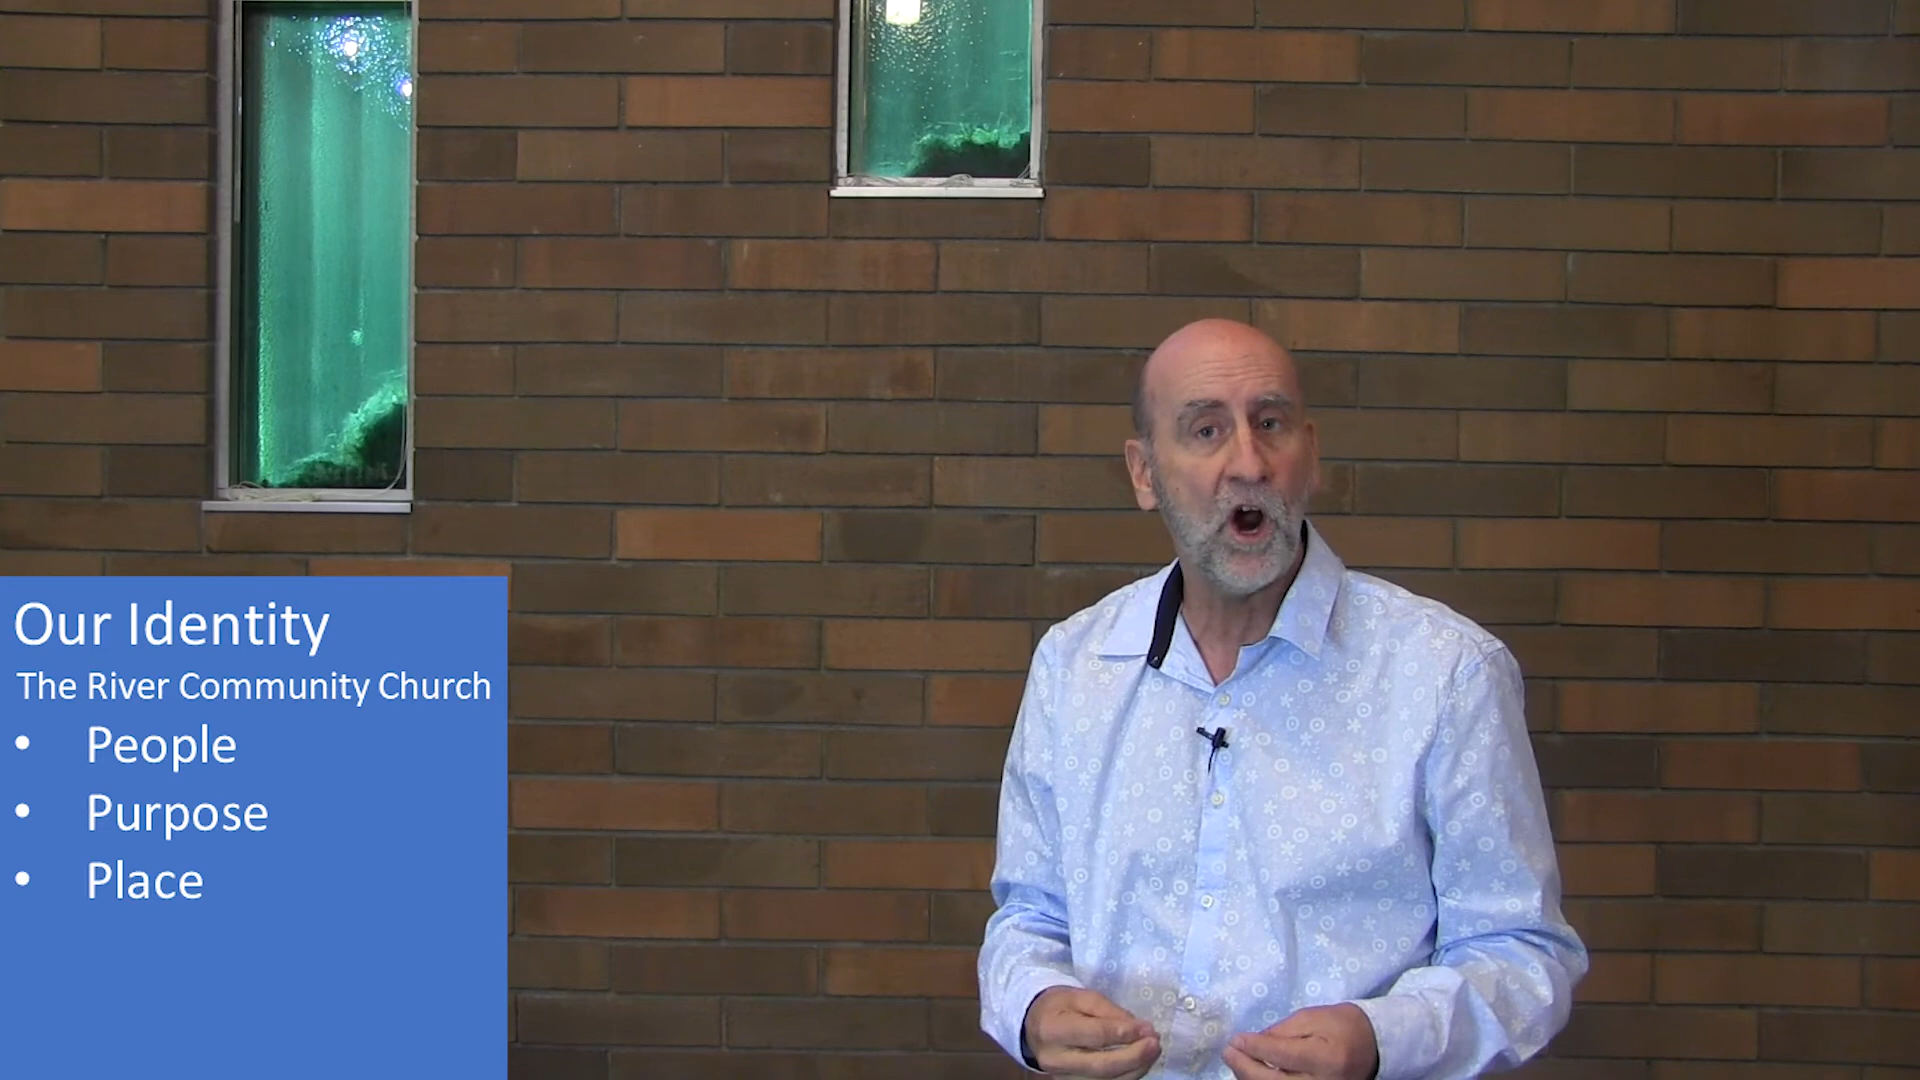 Our Identity
The River Community Church
• People
• Purpose
• Place